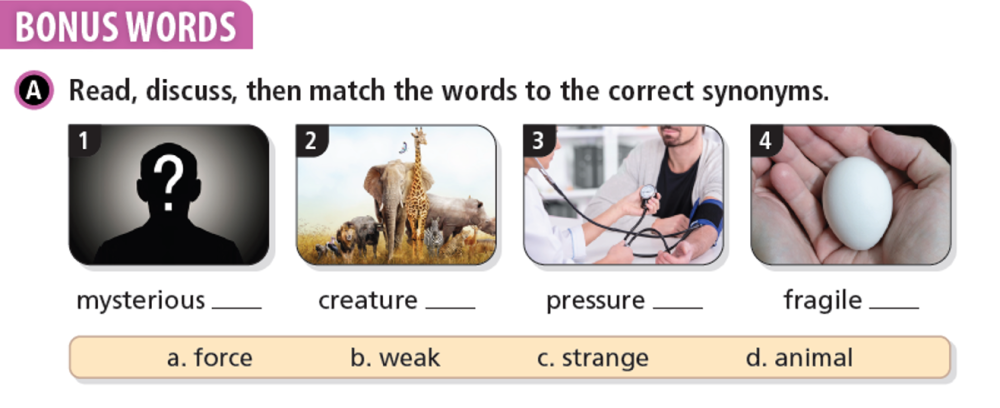 BONUS WORDS
A Read, discuss, then match the words to the correct synonyms.
1 2 3 4
?
mysterious ____ creature ____ pressure ____ fragile ____
a. force b. weak c. strange d. animal